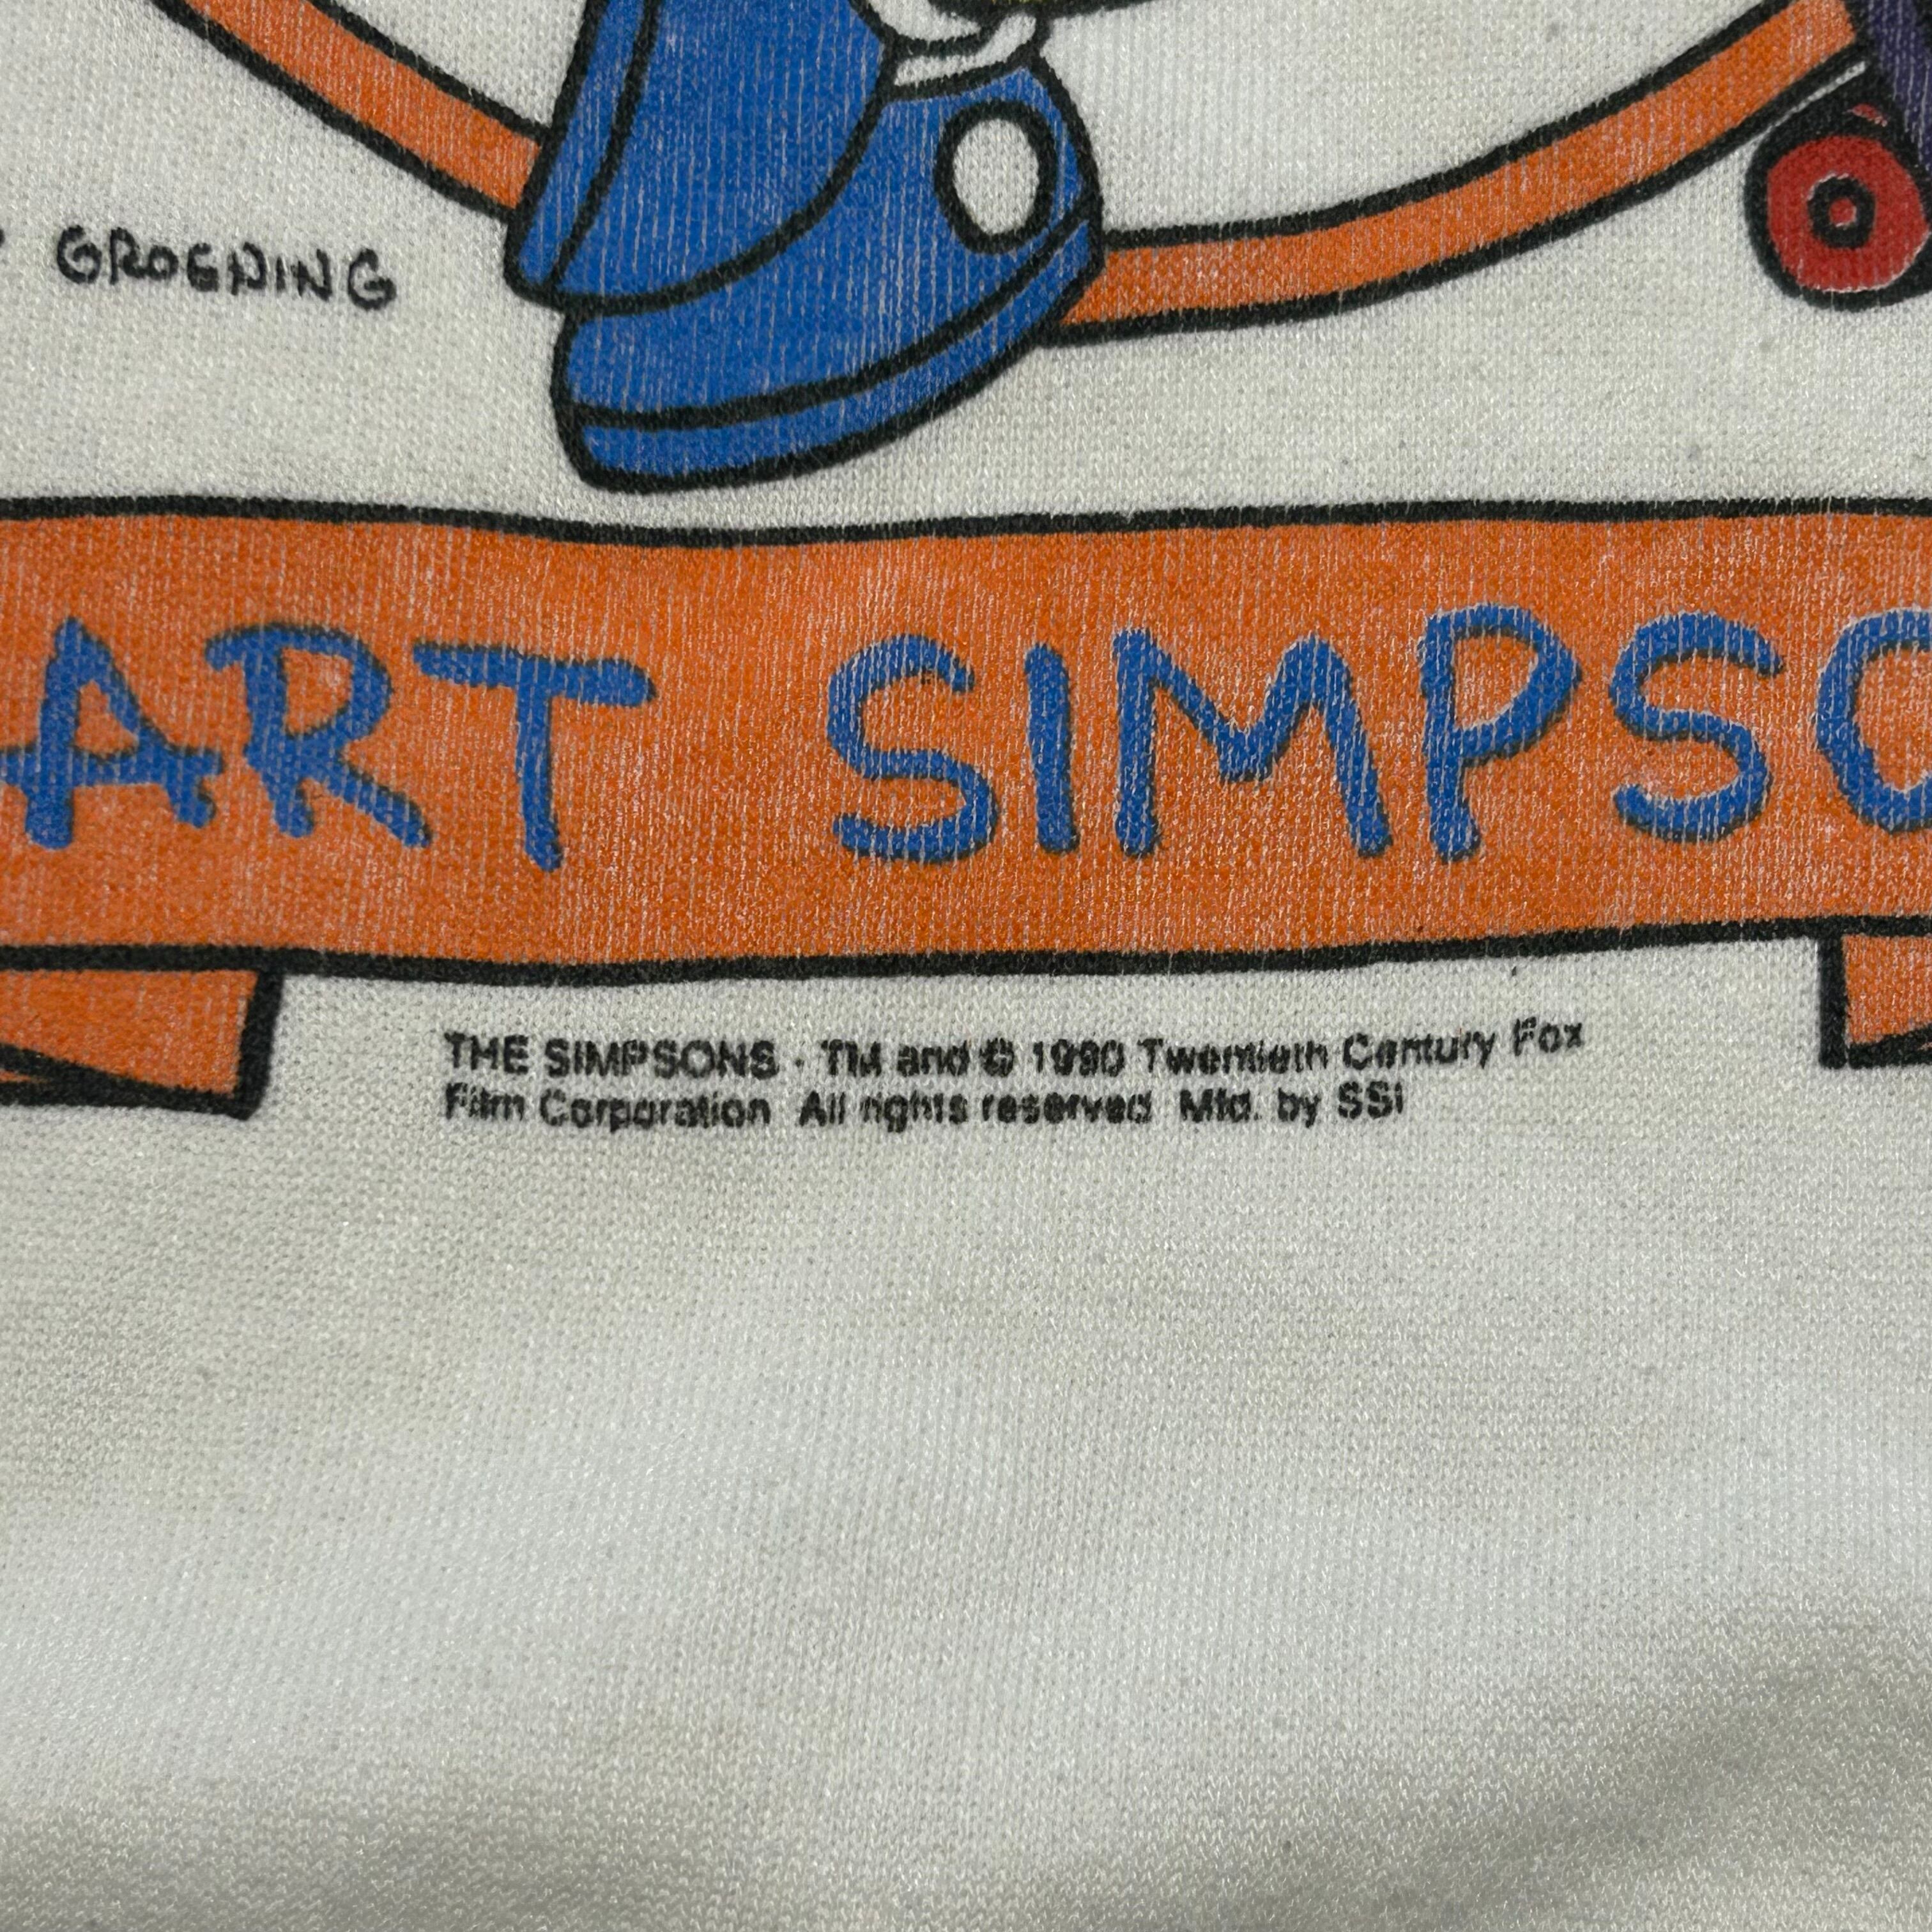 GROENING
ART SIMPSO
THE SIMPSONS · TM and © 1990 Twentieth Century Fox
Film Corporation All rights reserved Mfd. by SSI